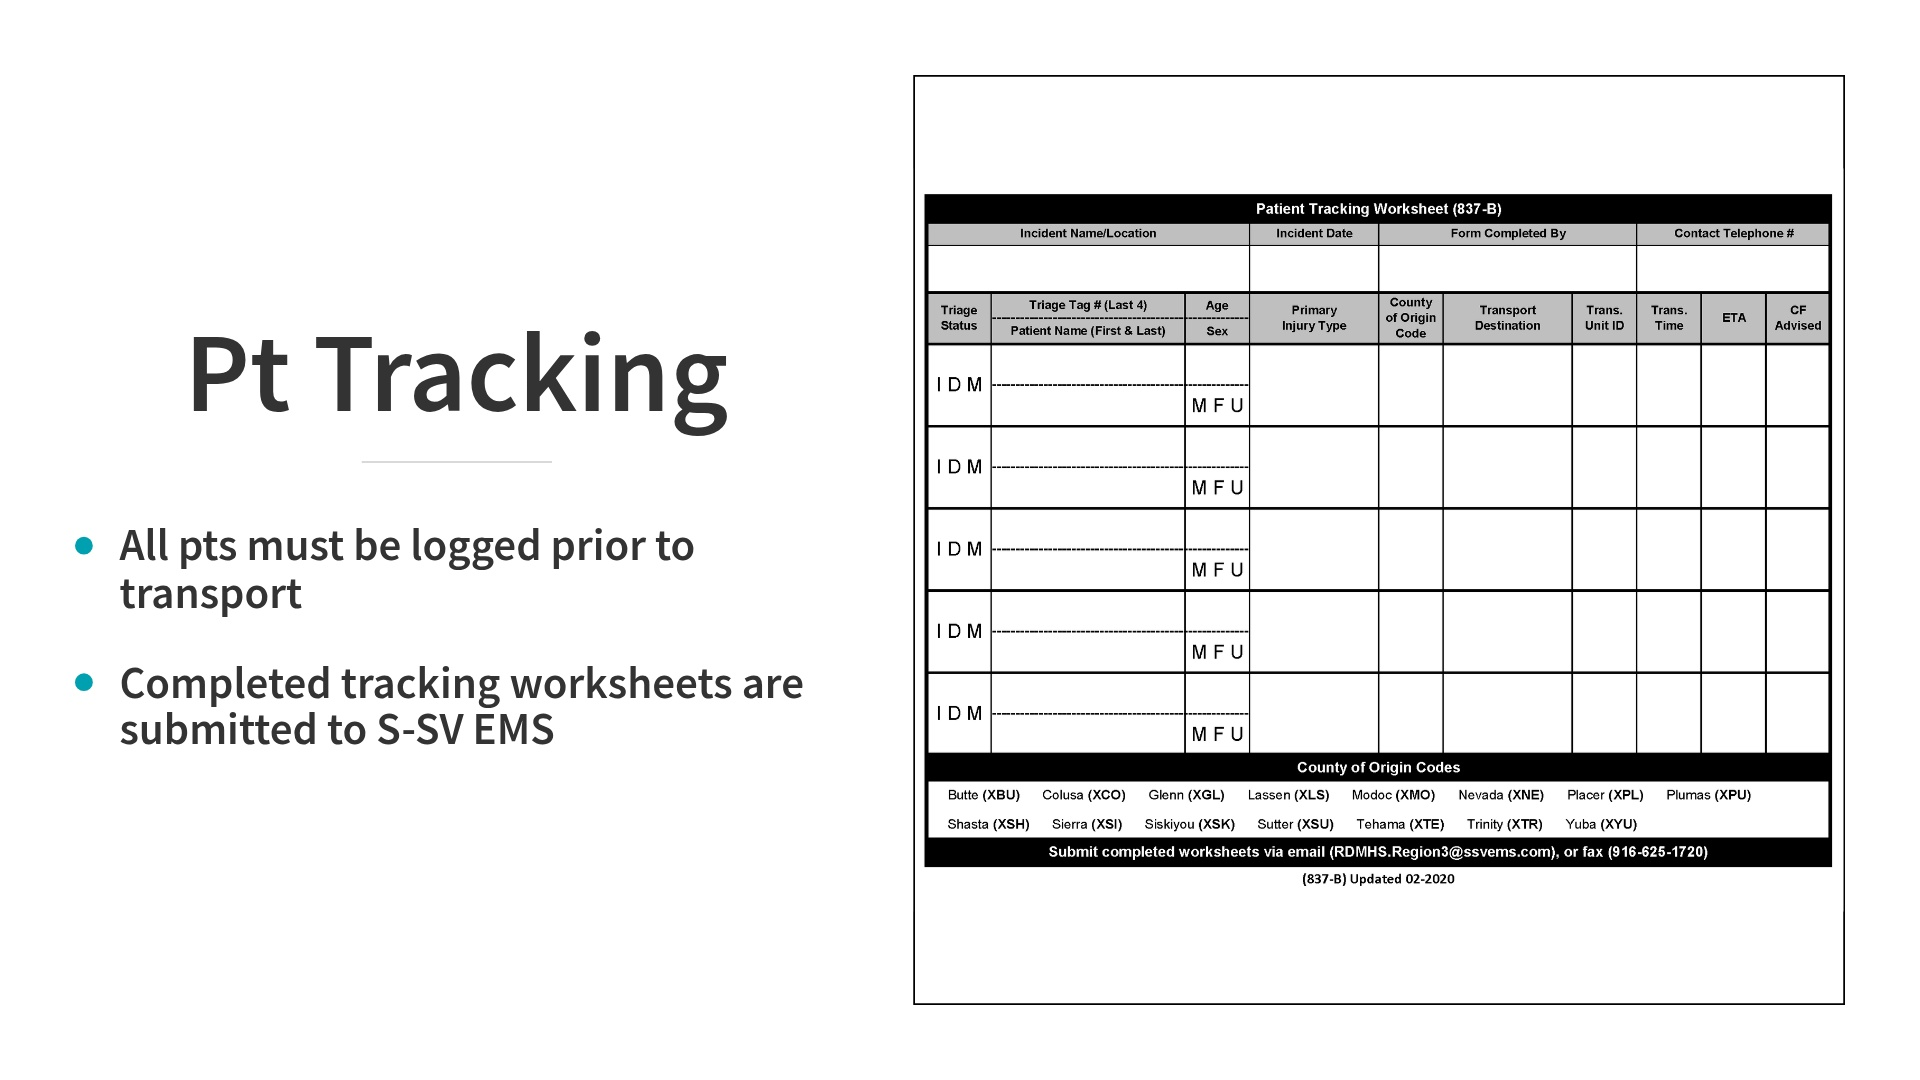 Pt Tracking
All pts must be logged prior to
transport
Completed tracking worksheets are
submitted to S-SV EMS
Patient Tracking Worksheet (837-B)
Incident Name/Location Incident Date Form Completed By Contact Telephone #
Triage Status Triage Tag # (Last 4) Patient Name (First & Last) Age Sex Primary Injury Type County of Origin Code Transport Destination Trans. Unit ID Trans. Time ETA CF Advised
I D M M F U
I D M M F U
I D M M F U
I D M M F U
I D M M F U
County of Origin Codes
Butte (XBU) Colusa (XCO) Glenn (XGL) Lassen (XLS) Modoc (XMO) Nevada (XNE) Placer (XPL) Plumas (XPU)
Shasta (XSH) Sierra (XSI) Siskiyou (XSK) Sutter (XSU) Tehama (XTE) Trinity (XTR) Yuba (XYU)
Submit completed worksheets via email (RDMHS.Region3@ssvems.com), or fax (916-625-1720)
(837-B) Updated 02-2020